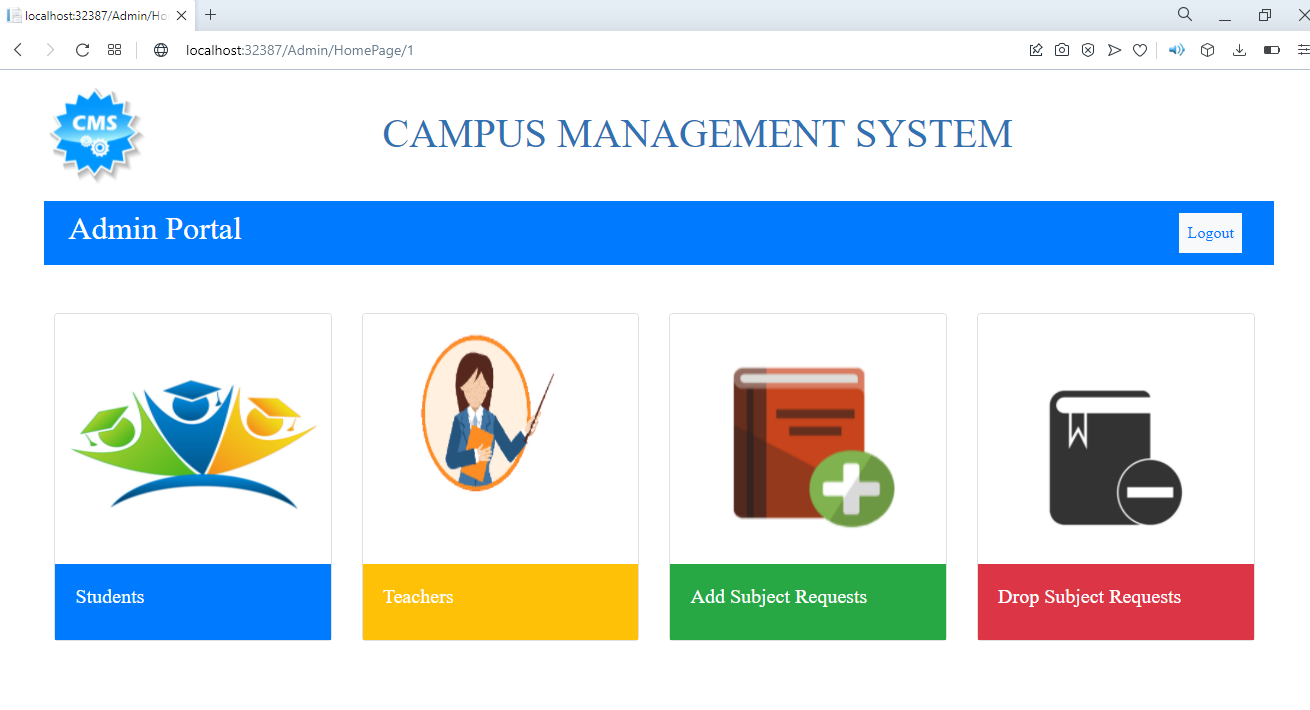 localhost:32387/Admin/Ho
localhost:32387/Admin/HomePage/1
CMS
CAMPUS MANAGEMENT SYSTEM
Admin Portal
Logout
Students
Teachers
Add Subject Requests
Drop Subject Requests